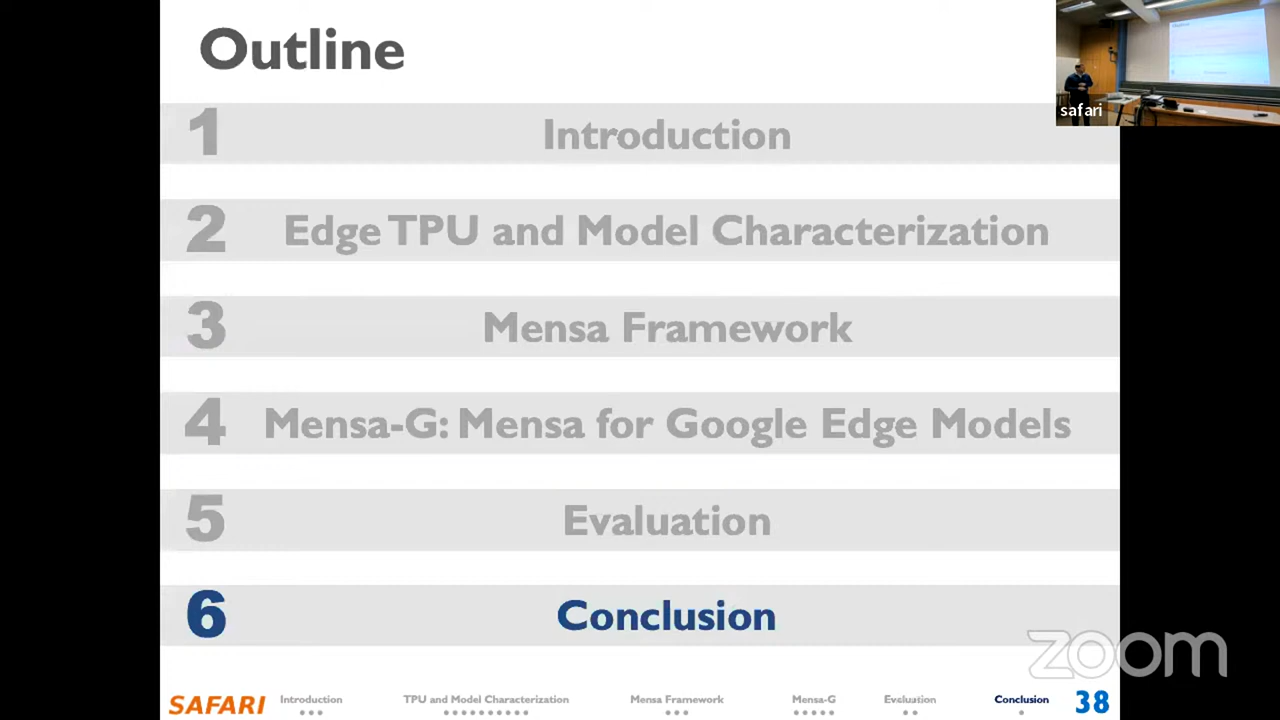 Outline
safari
1 Introduction
2 Edge TPU and Model Characterization
3 Mensa Framework
4 Mensa-G: Mensa for Google Edge Models
5 Evaluation
6 Conclusion
zoom
SAFARI Introduction TPU and Model Characterization Mensa Framework Mensa-G Evaluation Conclusion 38